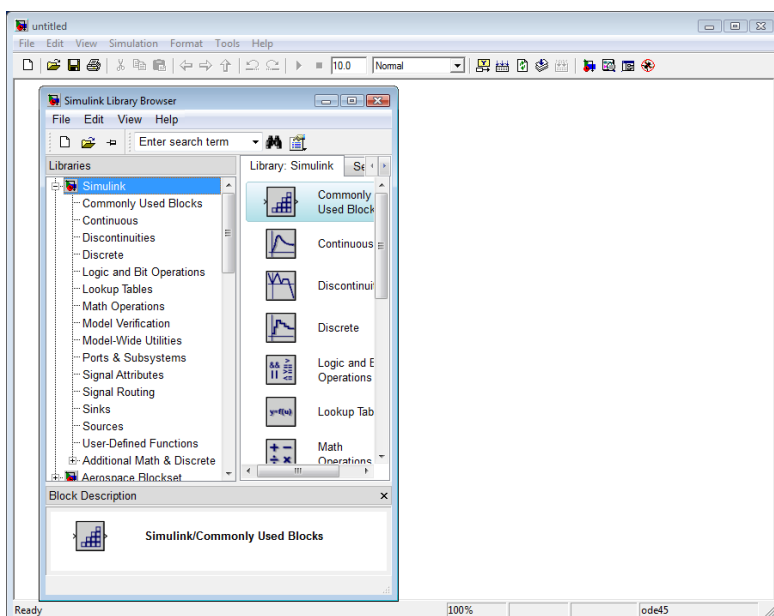 untitled
File Edit View Simulation Format Tools Help
10.0 Normal
Simulink Library Browser
File Edit View Help
Enter search term
Libraries
Simulink
Commonly Used Blocks
Continuous
Discontinuities
Discrete
Logic and Bit Operations
Lookup Tables
Math Operations
Model Verification
Model-Wide Utilities
Ports & Subsystems
Signal Attributes
Signal Routing
Sinks
Sources
User-Defined Functions
Additional Math & Discrete
Aerospace Blockset
Library: Simulink Se
Commonly
Used Block
Continuous
Discontinui
Discrete
&& >
|| >=
<=
Logic and B
Operations
y=f(u)
Lookup Tab
+ −
÷ ×
Math
Operations
Block Description
Simulink/Commonly Used Blocks
Ready 100% ode45